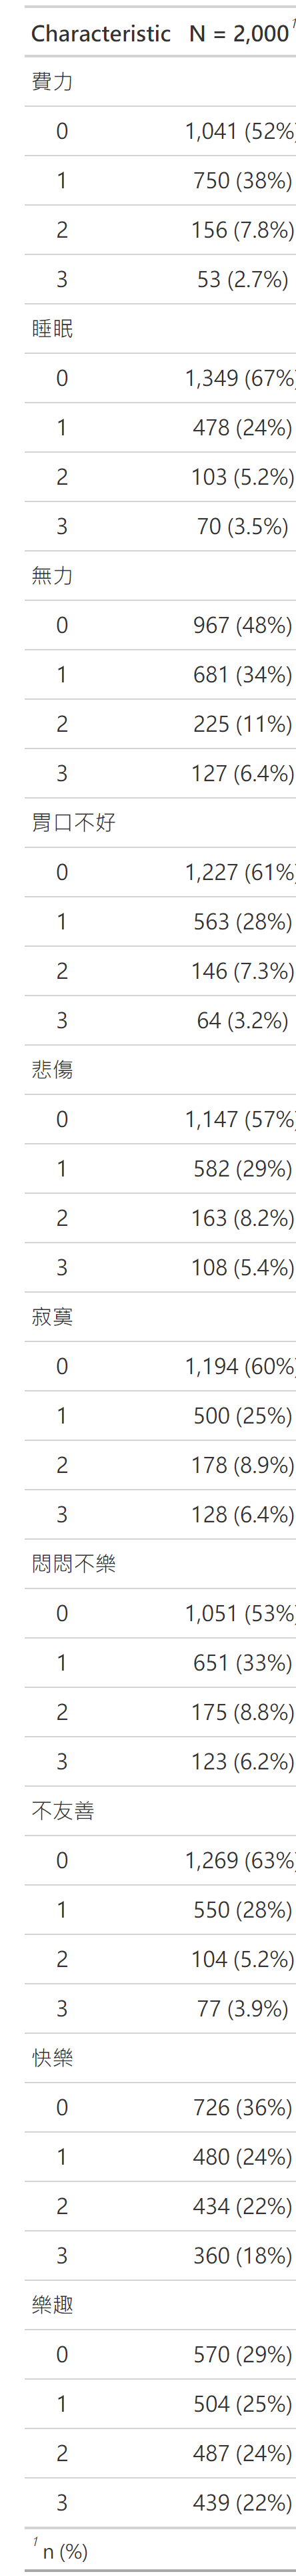 Characteristic N = 2,000 1
費力
0 1,041 (52%)
1 750 (38%)
2 156 (7.8%)
3 53 (2.7%)
睡眠
0 1,349 (67%)
1 478 (24%)
2 103 (5.2%)
3 70 (3.5%)
無力
0 967 (48%)
1 681 (34%)
2 225 (11%)
3 127 (6.4%)
胃口不好
0 1,227 (61%)
1 563 (28%)
2 146 (7.3%)
3 64 (3.2%)
悲傷
0 1,147 (57%)
1 582 (29%)
2 163 (8.2%)
3 108 (5.4%)
寂寞
0 1,194 (60%)
1 500 (25%)
2 178 (8.9%)
3 128 (6.4%)
悶悶不樂
0 1,051 (53%)
1 651 (33%)
2 175 (8.8%)
3 123 (6.2%)
不友善
0 1,269 (63%)
1 550 (28%)
2 104 (5.2%)
3 77 (3.9%)
快樂
0 726 (36%)
1 480 (24%)
2 434 (22%)
3 360 (18%)
樂趣
0 570 (29%)
1 504 (25%)
2 487 (24%)
3 439 (22%)
1 n (%)